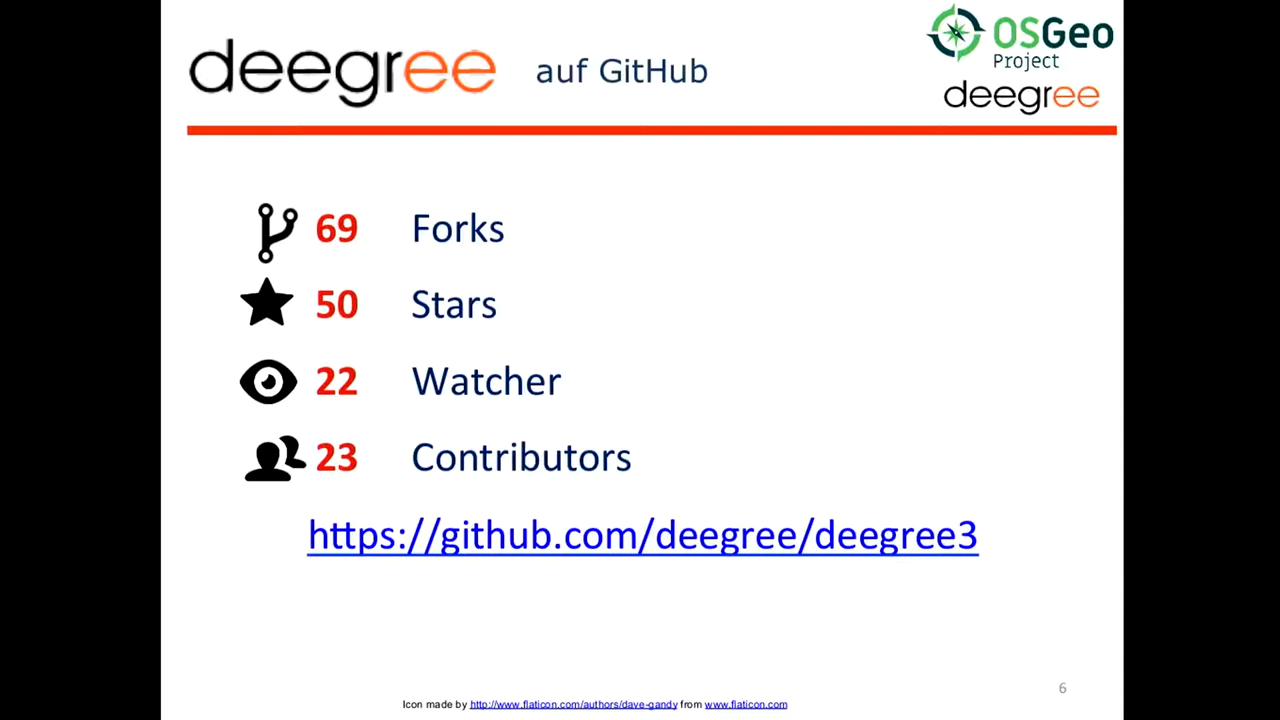 deegree auf GitHub
OSGeo
Project
deegree
69 Forks
50 Stars
22 Watcher
23 Contributors
https://github.com/deegree/deegree3
6
Icon made by http://www.flaticon.com/authors/dave-gandy from www.flaticon.com